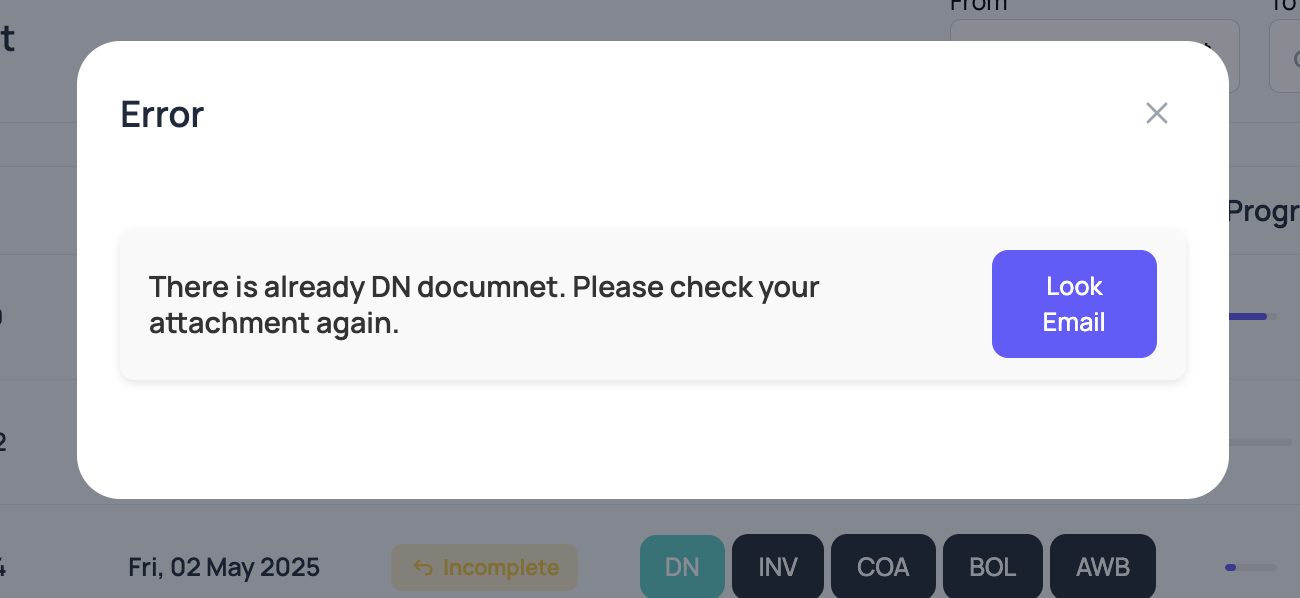 From
To
t
Error
Progr
There is already DN documnet. Please check your
attachment again.
Look
Email
2
Fri, 02 May 2025
Incomplete
DN
INV
COA
BOL
AWB